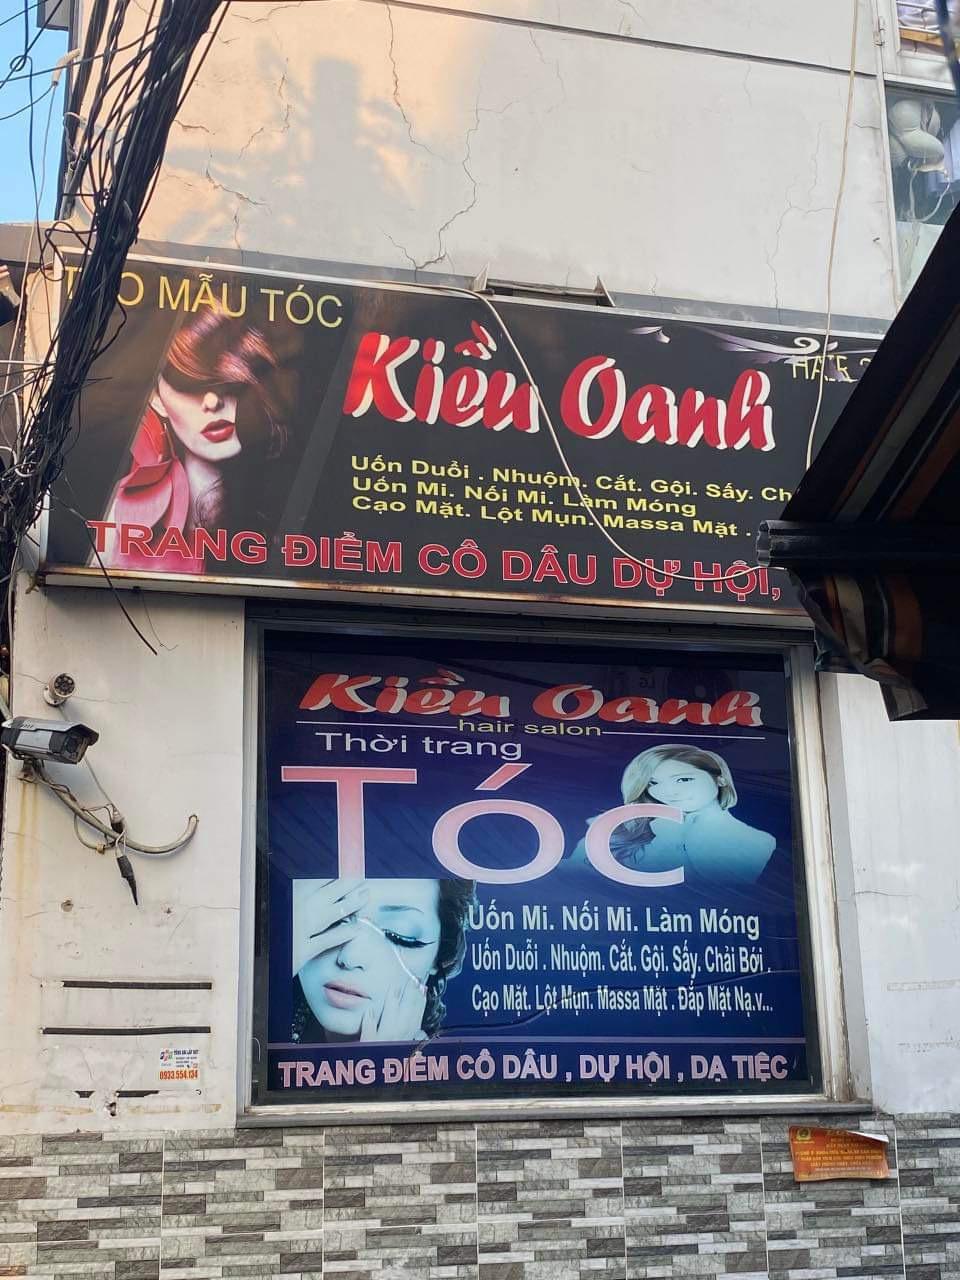 MẪU TÓC
Kiều Oanh
Uốn Duỗi . Nhuộm. Cắt. Gội. Sấy. Ch
Uốn Mi. Nối Mi. Làm Móng
Cạo Mặt. Lột Mụn. Massa Mặt .
TRANG ĐIỂM CÔ DÂU DỰ HỘI,
Kiều Oanh
hair salon
Thời trang
Tóc
Uốn Mi. Nối Mi. Làm Móng
Uốn Duỗi . Nhuộm. Cắt. Gội. Sấy. Chải Bới .
Cạo Mặt. Lột Mụn. Massa Mặt . Đắp Mặt Nạ.v...
TRANG ĐIỂM CÔ DÂU , DỰ HỘI , DẠ TIỆC
0933.554.134